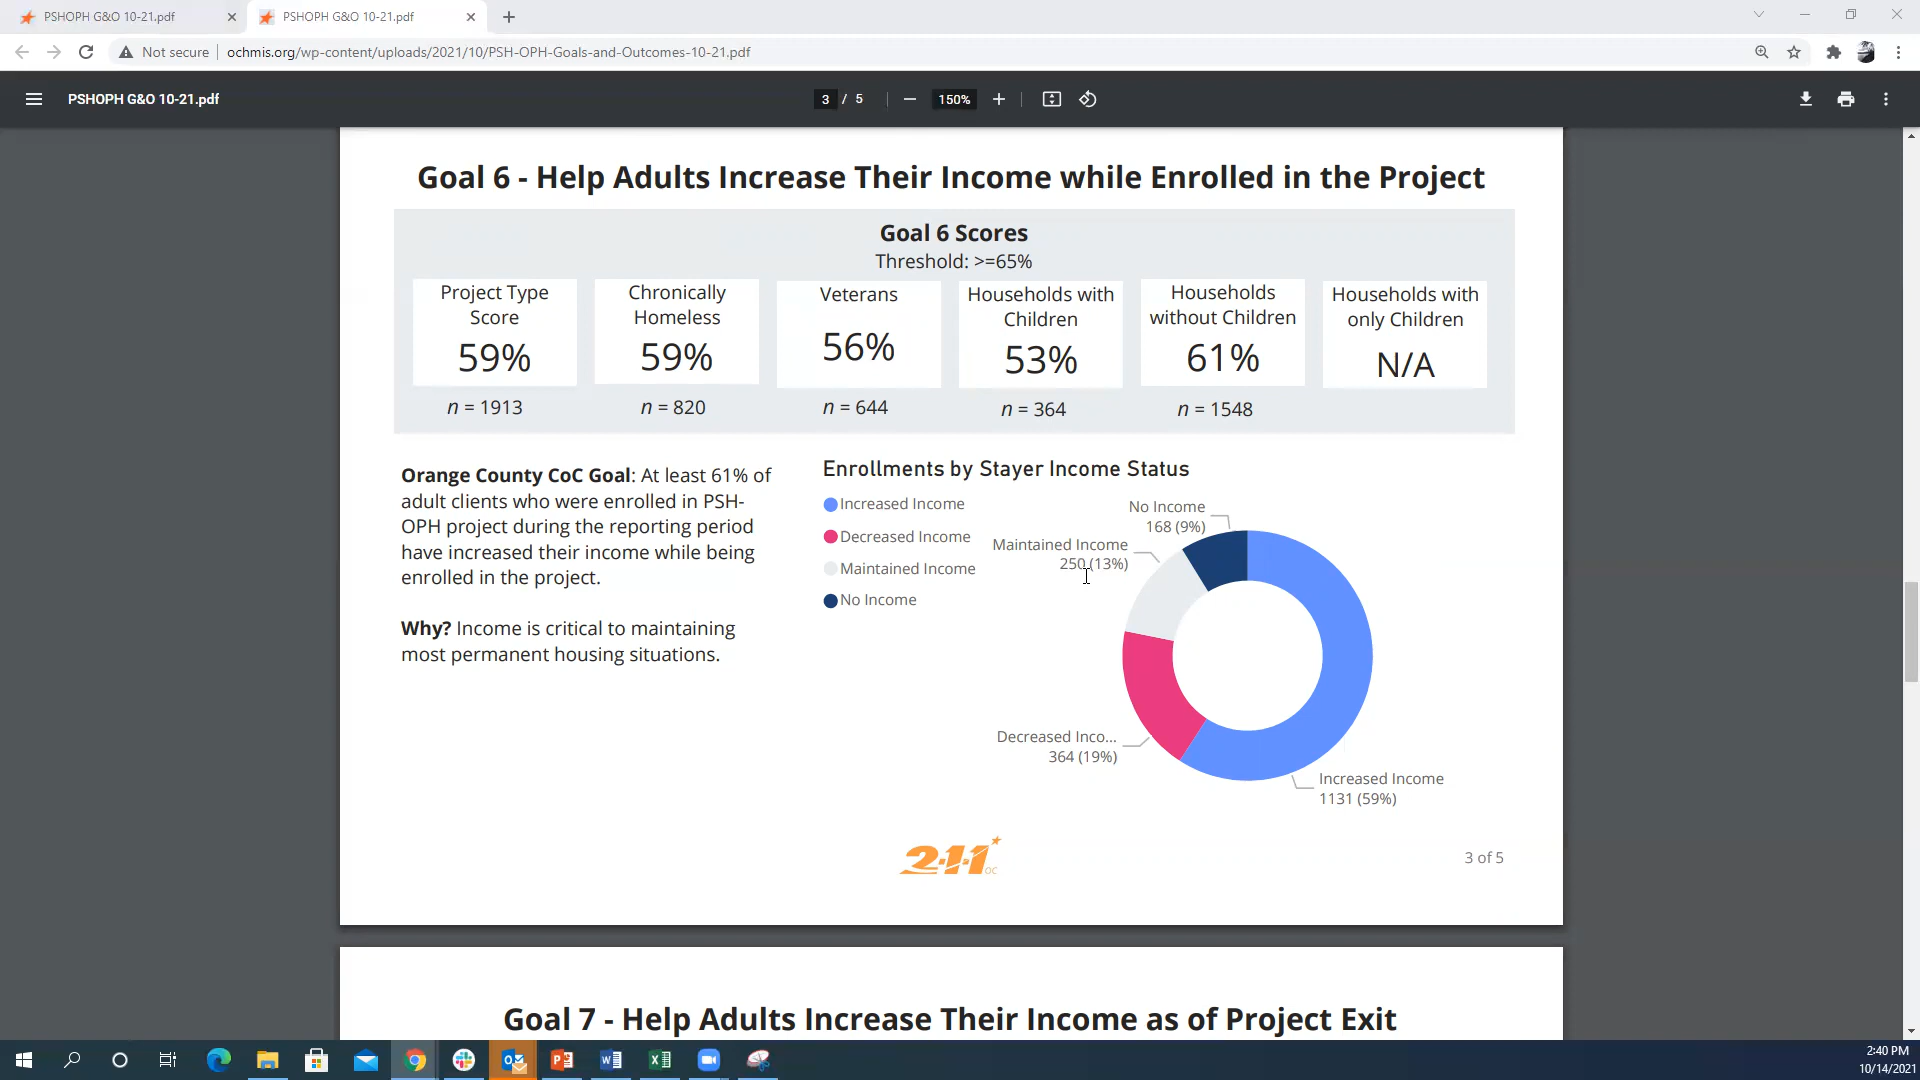 PSHOPH G&O 10-21.pdf
PSHOPH G&O 10-21.pdf
Not secure
ochmis.org/wp-content/uploads/2021/10/PSH-OPH-Goals-and-Outcomes-10-21.pdf
PSHOPH G&O 10-21.pdf
3 / 5
150%
Goal 6 - Help Adults Increase Their Income while Enrolled in the Project
Goal 6 Scores
Threshold: >=65%
Project Type
Score
59%
n = 1913
Chronically
Homeless
59%
n = 820
Veterans
56%
n = 644
Households with
Children
53%
n = 364
Households
without Children
61%
n = 1548
Households with
only Children
N/A
Orange County CoC Goal: At least 61% of
adult clients who were enrolled in PSH-
OPH project during the reporting period
have increased their income while being
enrolled in the project.
Why? Income is critical to maintaining
most permanent housing situations.
Enrollments by Stayer Income Status
Increased Income
Decreased Income
Maintained Income
No Income
No Income
168 (9%)
Maintained Income
250 (13%)
Decreased Inco...
364 (19%)
Increased Income
1131 (59%)
2-1-1
OC
3 of 5
Goal 7 - Help Adults Increase Their Income as of Project Exit
2:40 PM
10/14/2021